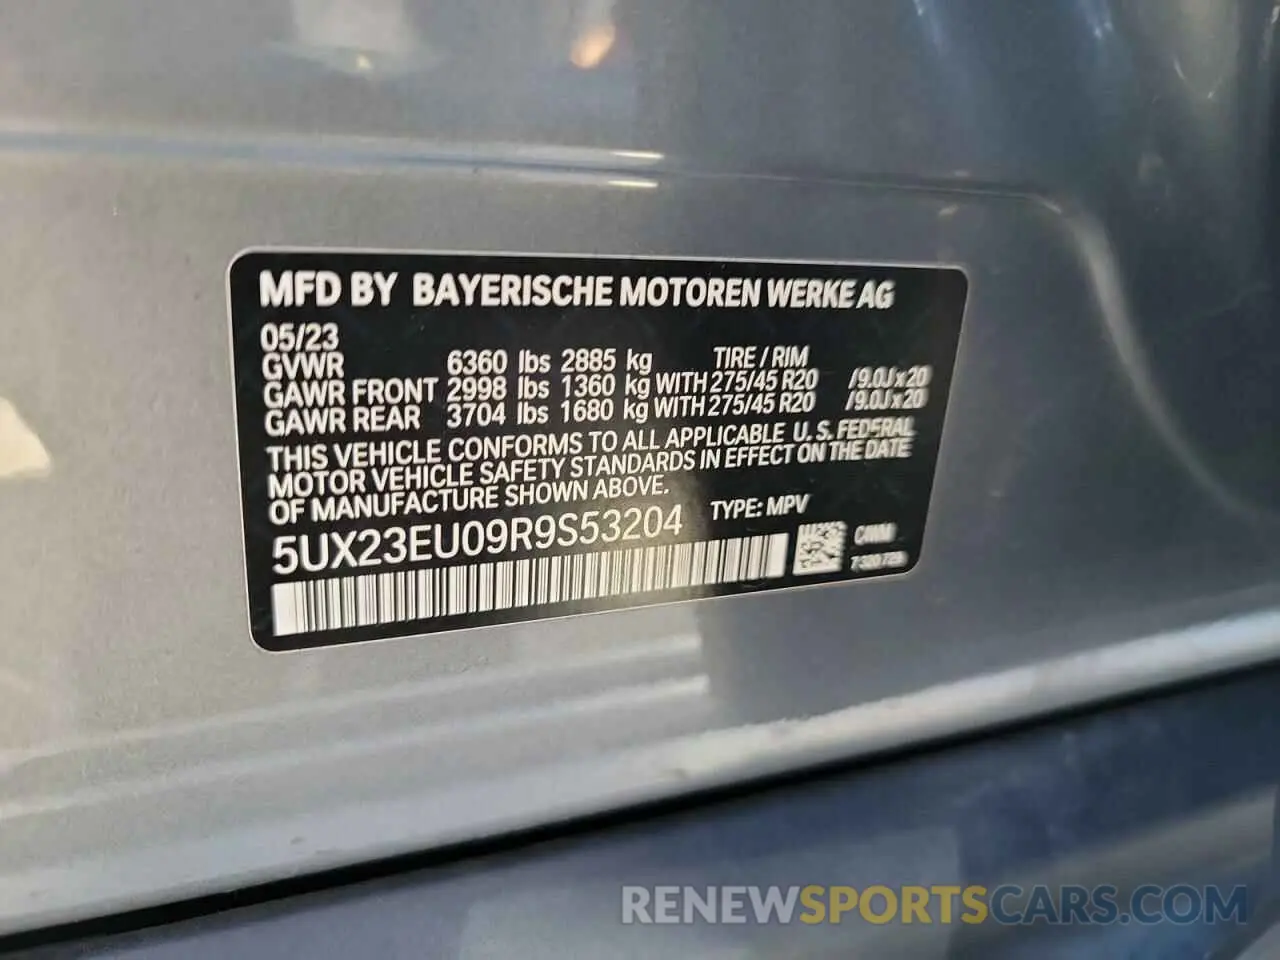 MFD BY BAYERISCHE MOTOREN WERKE AG
05/23
GVWR 6360 lbs 2885 kg TIRE / RIM
GAWR FRONT 2998 lbs 1360 kg WITH 275/45 R20 /9.0J x 20
GAWR REAR 3704 lbs 1680 kg WITH 275/45 R20 /9.0J x 20
THIS VEHICLE CONFORMS TO ALL APPLICABLE U.S. FEDERAL
MOTOR VEHICLE SAFETY STANDARDS IN EFFECT ON THE DATE
OF MANUFACTURE SHOWN ABOVE.
5UX23EU09R9S53204 TYPE: MPV
RENEWSPORTSCARS.COM